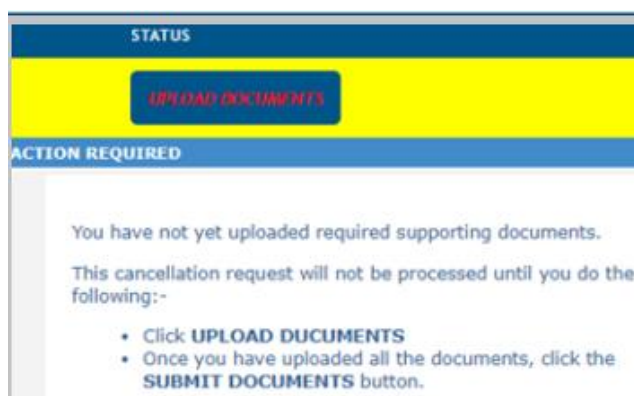 STATUS
UPLOAD DOCUMENTS
ACTION REQUIRED
You have not yet uploaded required supporting documents.
This cancellation request will not be processed until you do the
following:-
• Click UPLOAD DUCUMENTS
• Once you have uploaded all the documents, click the
SUBMIT DOCUMENTS button.